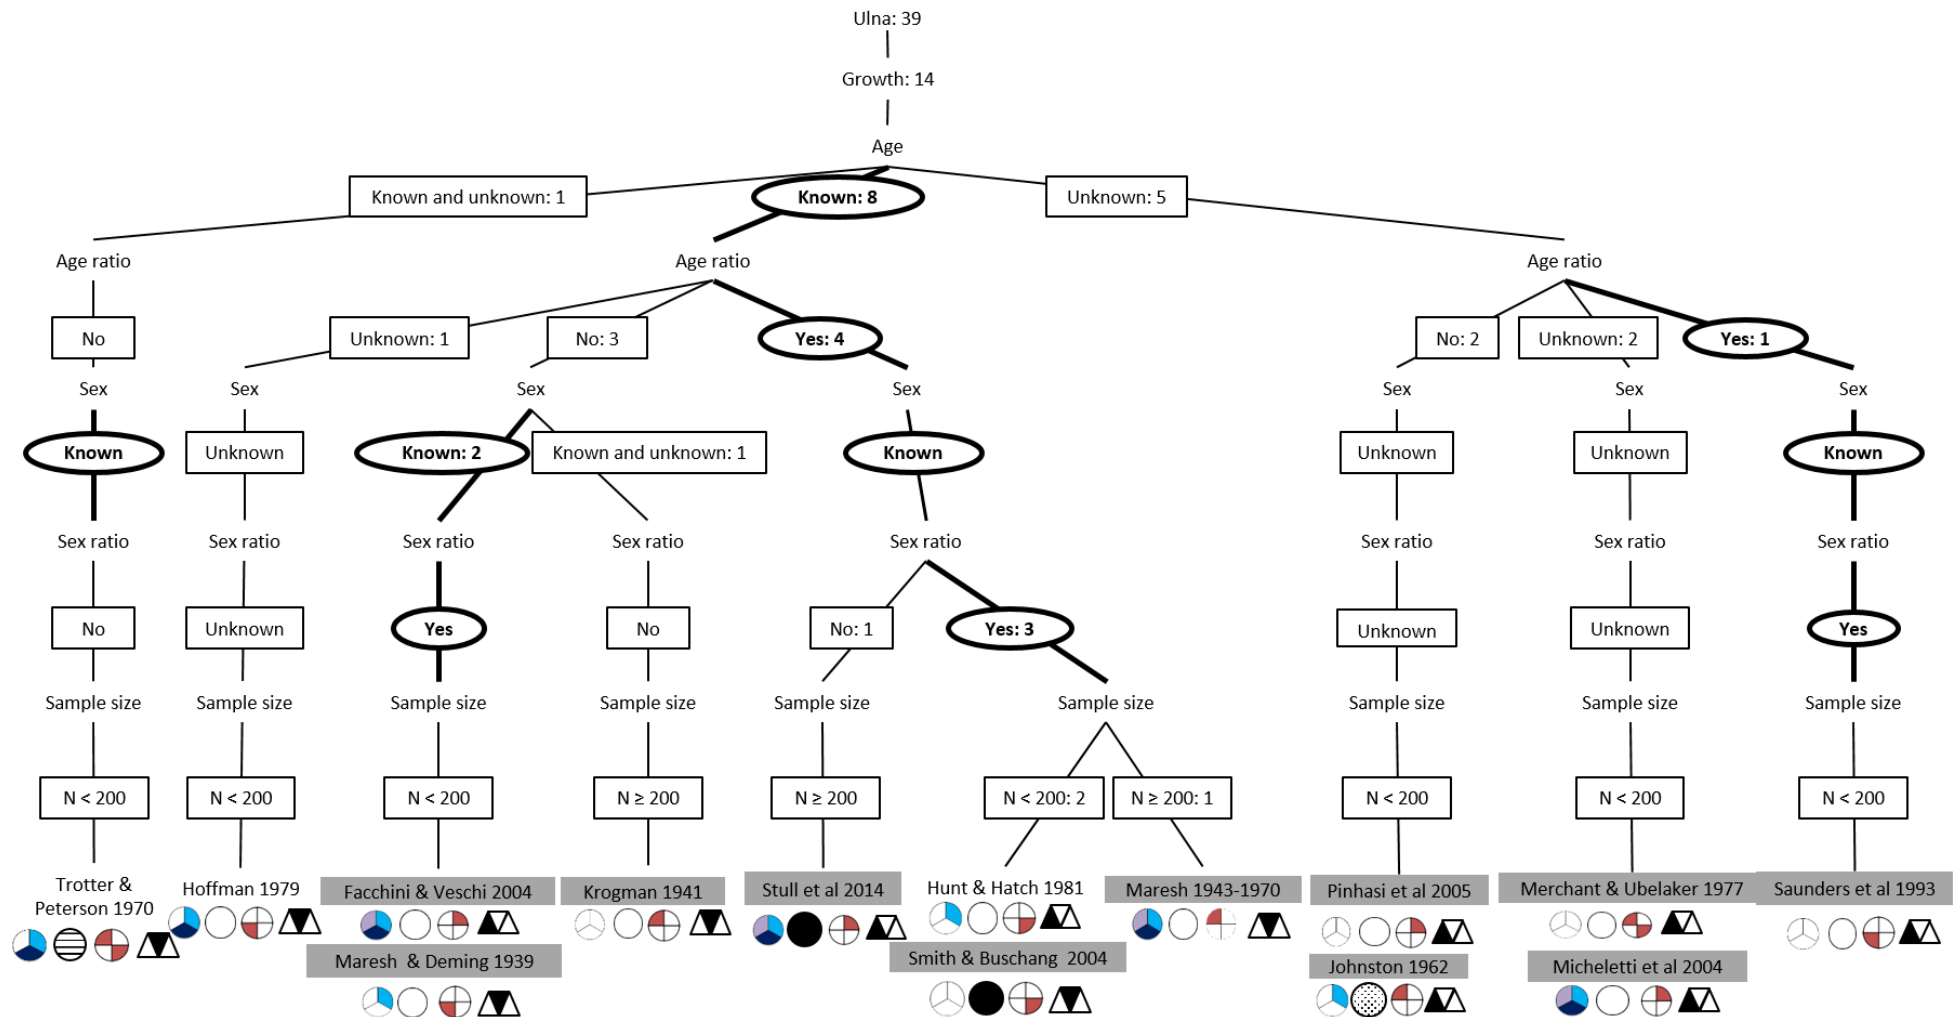 Ulna: 39
Growth: 14
Age
Known and unknown: 1
Known: 8
Unknown: 5
Age ratio
Age ratio
Age ratio
No
Unknown: 1
No: 3
Yes: 4
No: 2
Unknown: 2
Yes: 1
Sex
Sex
Sex
Sex
Sex
Sex
Sex
Known
Unknown
Known: 2
Known and unknown: 1
Known
Unknown
Unknown
Known
Sex ratio
Sex ratio
Sex ratio
Sex ratio
Sex ratio
Sex ratio
Sex ratio
Sex ratio
No
Unknown
Yes
No
No: 1
Yes: 3
Unknown
Unknown
Yes
Sample size
Sample size
Sample size
Sample size
Sample size
Sample size
Sample size
Sample size
Sample size
N < 200
N < 200
N < 200
N ≥ 200
N ≥ 200
N < 200: 2
N ≥ 200: 1
N < 200
N < 200
N < 200
Trotter &
Peterson 1970
Hoffman 1979
Facchini & Veschi 2004
Krogman 1941
Stull et al 2014
Hunt & Hatch 1981
Maresh 1943-1970
Pinhasi et al 2005
Merchant & Ubelaker 1977
Saunders et al 1993
Maresh & Deming 1939
Smith & Buschang 2004
Johnston 1962
Micheletti et al 2004